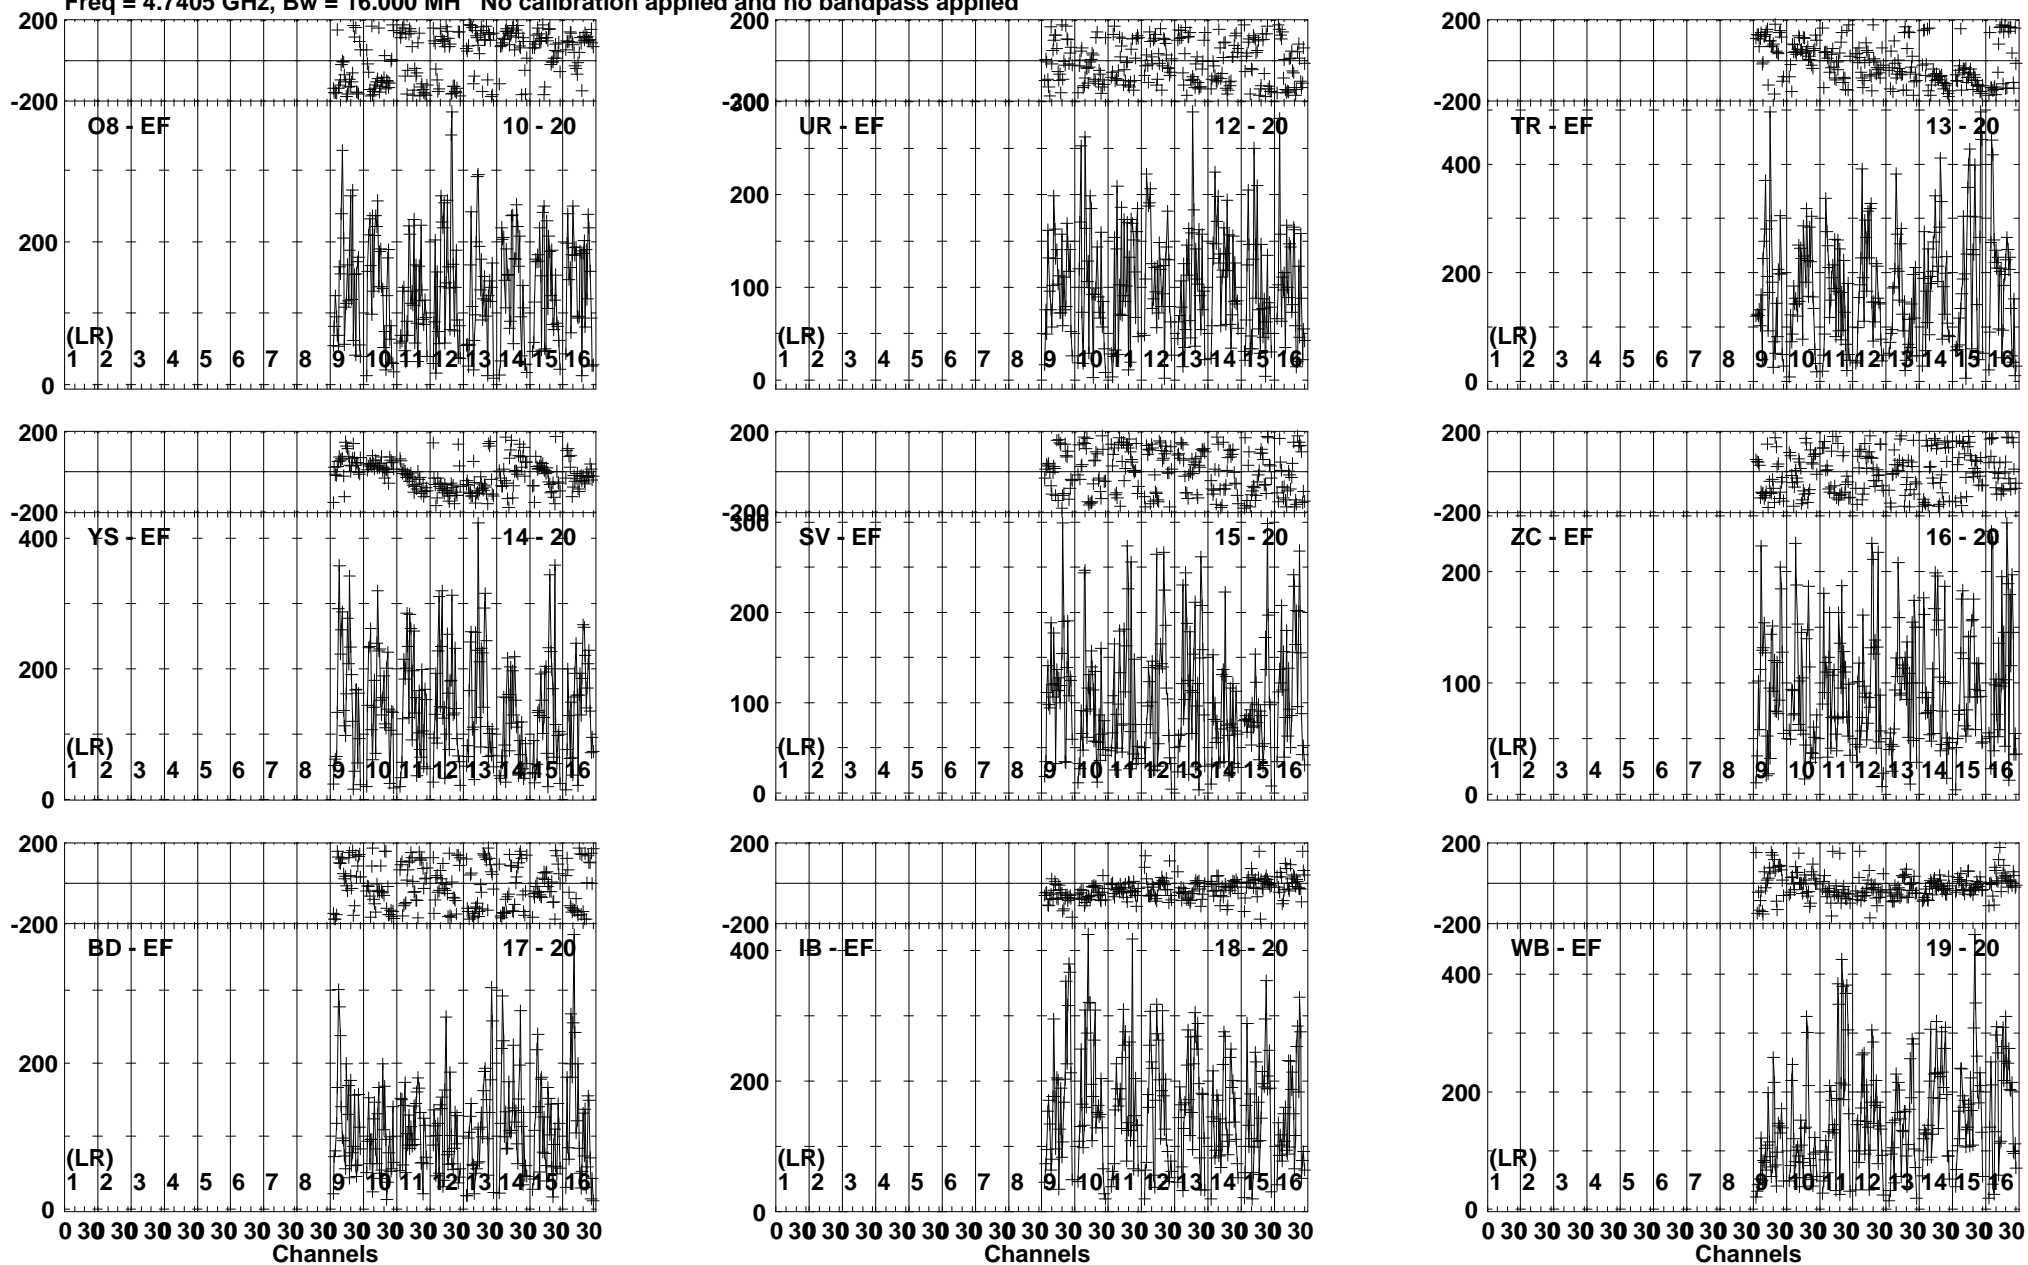 Freq = 4.7405 GHz, Bw = 16.000 MH No calibration applied and no bandpass applied
200 200 200
-200 -200 -200
300
O8 - EF 10 - 20 UR - EF 12 - 20 TR - EF 13 - 20
400
200 200 200
100
(LR) (LR) (LR)
1 2 3 4 5 6 7 8 9 10 11 12 13 14 15 16 1 2 3 4 5 6 7 8 9 10 11 12 13 14 15 16 1 2 3 4 5 6 7 8 9 10 11 12 13 14 15 16
0 0 0
200 200 200
-200 -200 -200
400 300
YS - EF 14 - 20 SV - EF 15 - 20 ZC - EF 16 - 20
200 200 200
100 100
(LR) (LR) (LR)
1 2 3 4 5 6 7 8 9 10 11 12 13 14 15 16 1 2 3 4 5 6 7 8 9 10 11 12 13 14 15 16 1 2 3 4 5 6 7 8 9 10 11 12 13 14 15 16
0 0 0
200 200 200
-200 -200 -200
BD - EF 17 - 20 IB - EF 18 - 20 WB - EF 19 - 20
400 400
200 200 200
(LR) (LR) (LR)
1 2 3 4 5 6 7 8 9 10 11 12 13 14 15 16 1 2 3 4 5 6 7 8 9 10 11 12 13 14 15 16 1 2 3 4 5 6 7 8 9 10 11 12 13 14 15 16
0 0 0
0 30 30 30 30 30 30 30 30 30 30 30 30 30 30 30 30 0 30 30 30 30 30 30 30 30 30 30 30 30 30 30 30 30 0 30 30 30 30 30 30 30 30 30 30 30 30 30 30 30 30
Channels Channels Channels